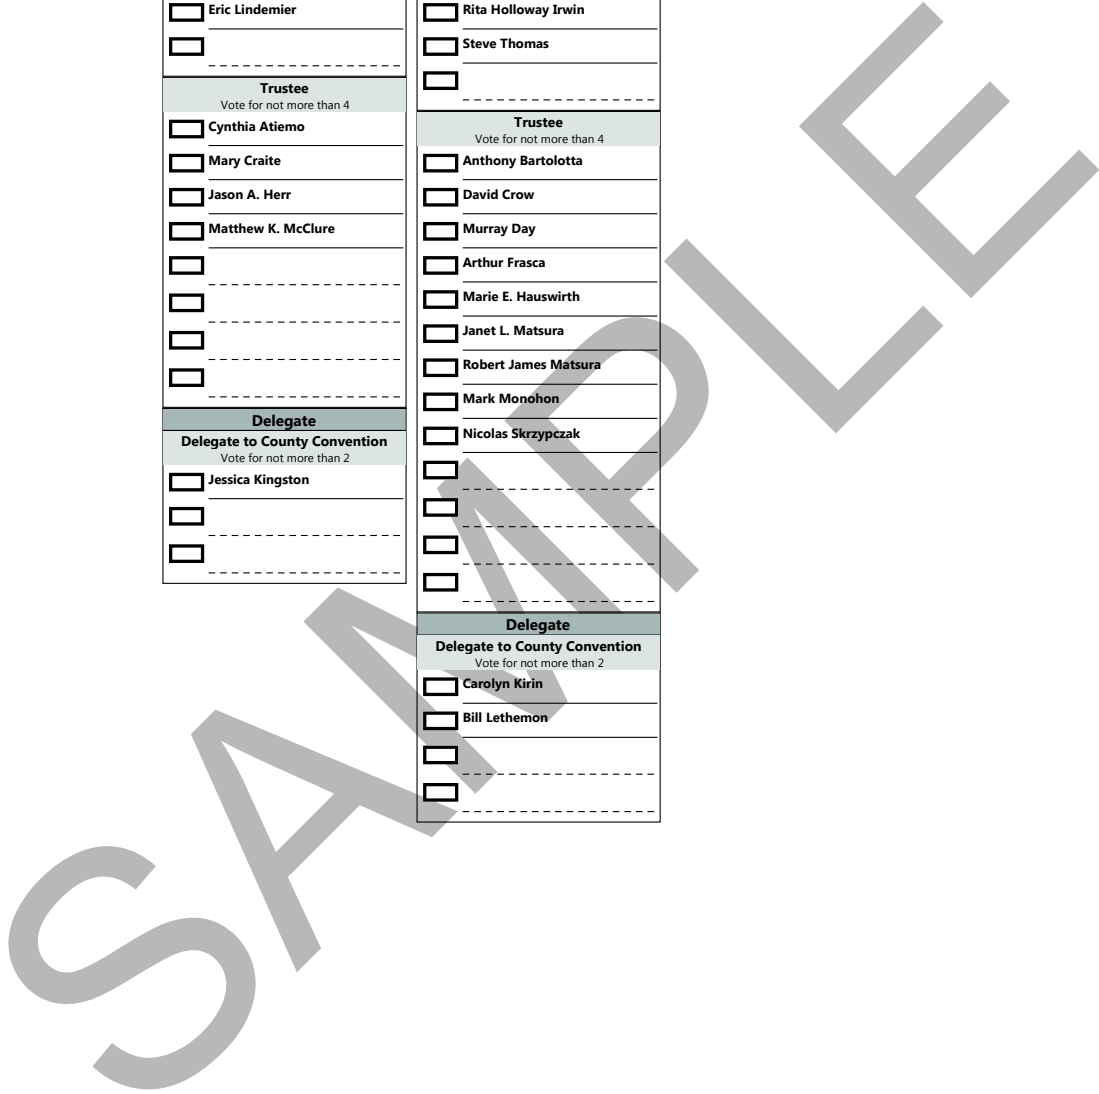 Eric Lindemier
Trustee
Vote for not more than 4
Cynthia Atiemo
Mary Craite
Jason A. Herr
Matthew K. McClure
Delegate
Delegate to County Convention
Vote for not more than 2
Jessica Kingston
Rita Holloway Irwin
Steve Thomas
Trustee
Vote for not more than 4
Anthony Bartolotta
David Crow
Murray Day
Arthur Frasca
Marie E. Hauswirth
Janet L. Matsura
Robert James Matsura
Mark Monohon
Nicolas Skrzypczak
Delegate
Delegate to County Convention
Vote for not more than 2
Carolyn Kirin
Bill Lethemon
SAMPLE